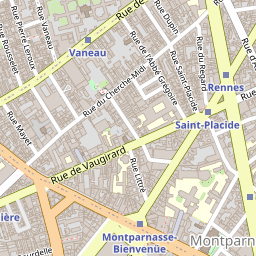 Rue de
Rue Dupin
Rue Pierre Leroux
Rue Vaneau
Rue Rousselet
Vaneau
Rue de l'Abbé Grégoire
Rue du Cherche-Midi
Rue Saint-Placide
Rue du Regard
Rennes
Rue Mayet
Saint-Placide
Rue de Vaugirard
Rue Littré
ière
Montparnasse-
Bienvenüe
Montparn